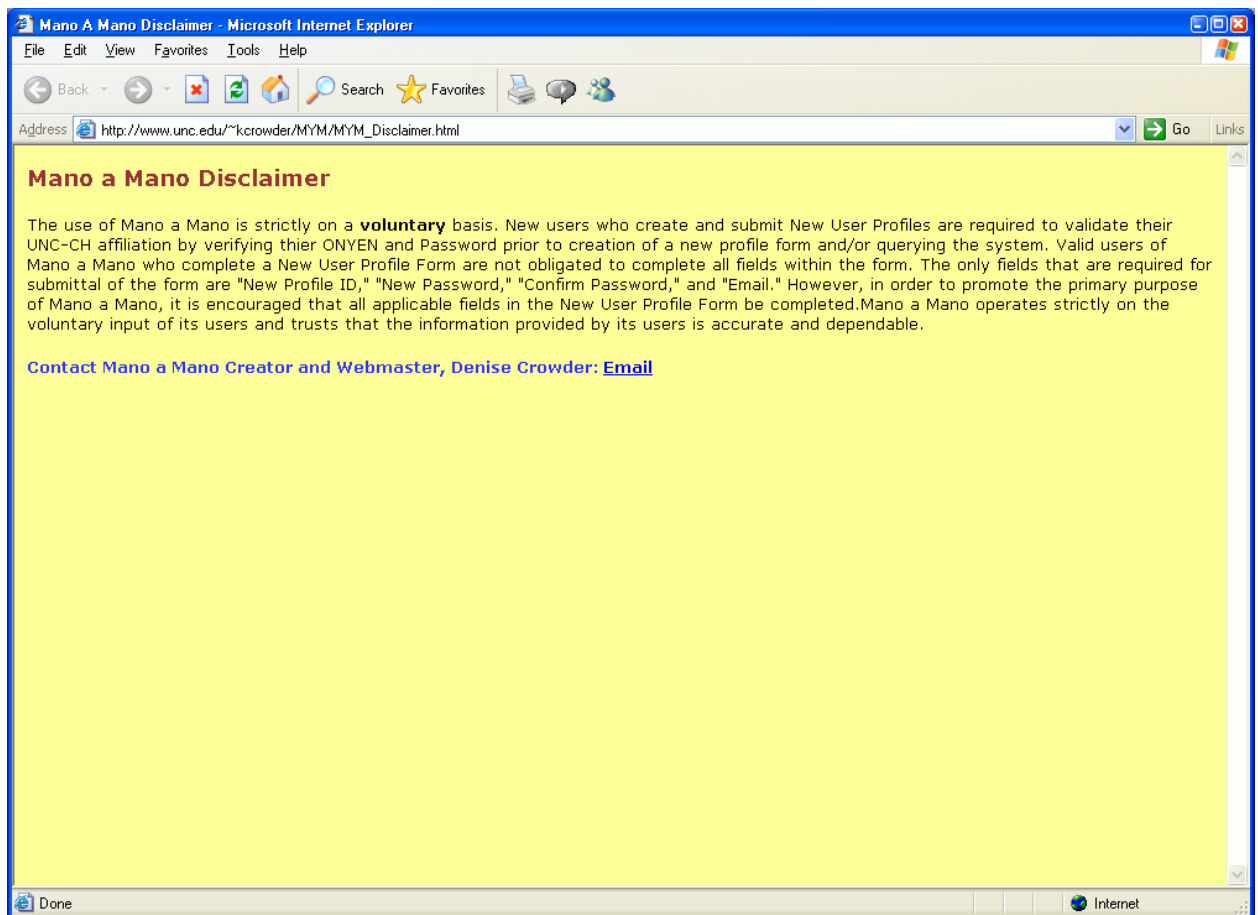 Mano A Mano Disclaimer - Microsoft Internet Explorer
File Edit View Favorites Tools Help
Back Search Favorites
Address http://www.unc.edu/~kcrowder/MYM/MYM_Disclaimer.html Go Links
Mano a Mano Disclaimer
The use of Mano a Mano is strictly on a voluntary basis. New users who create and submit New User Profiles are required to validate their
UNC-CH affiliation by verifying thier ONYEN and Password prior to creation of a new profile form and/or querying the system. Valid users of
Mano a Mano who complete a New User Profile Form are not obligated to complete all fields within the form. The only fields that are required for
submittal of the form are "New Profile ID," "New Password," "Confirm Password," and "Email." However, in order to promote the primary purpose
of Mano a Mano, it is encouraged that all applicable fields in the New User Profile Form be completed.Mano a Mano operates strictly on the
voluntary input of its users and trusts that the information provided by its users is accurate and dependable.
Contact Mano a Mano Creator and Webmaster, Denise Crowder: Email
Done Internet